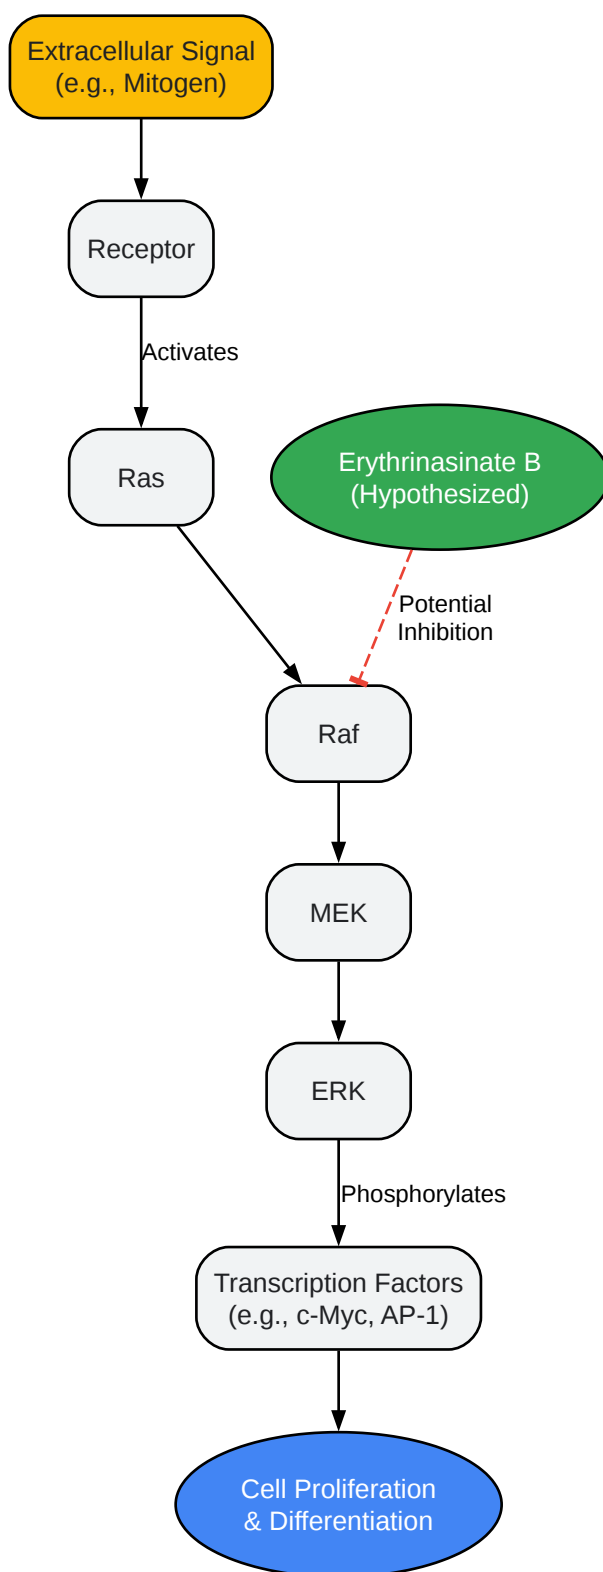 Extracellular Signal
(e.g., Mitogen)
Receptor
Activates
Ras
Erythrinasinate B
(Hypothesized)
Potential
Inhibition
Raf
MEK
ERK
Phosphorylates
Transcription Factors
(e.g., c-Myc, AP-1)
Cell Proliferation
& Differentiation